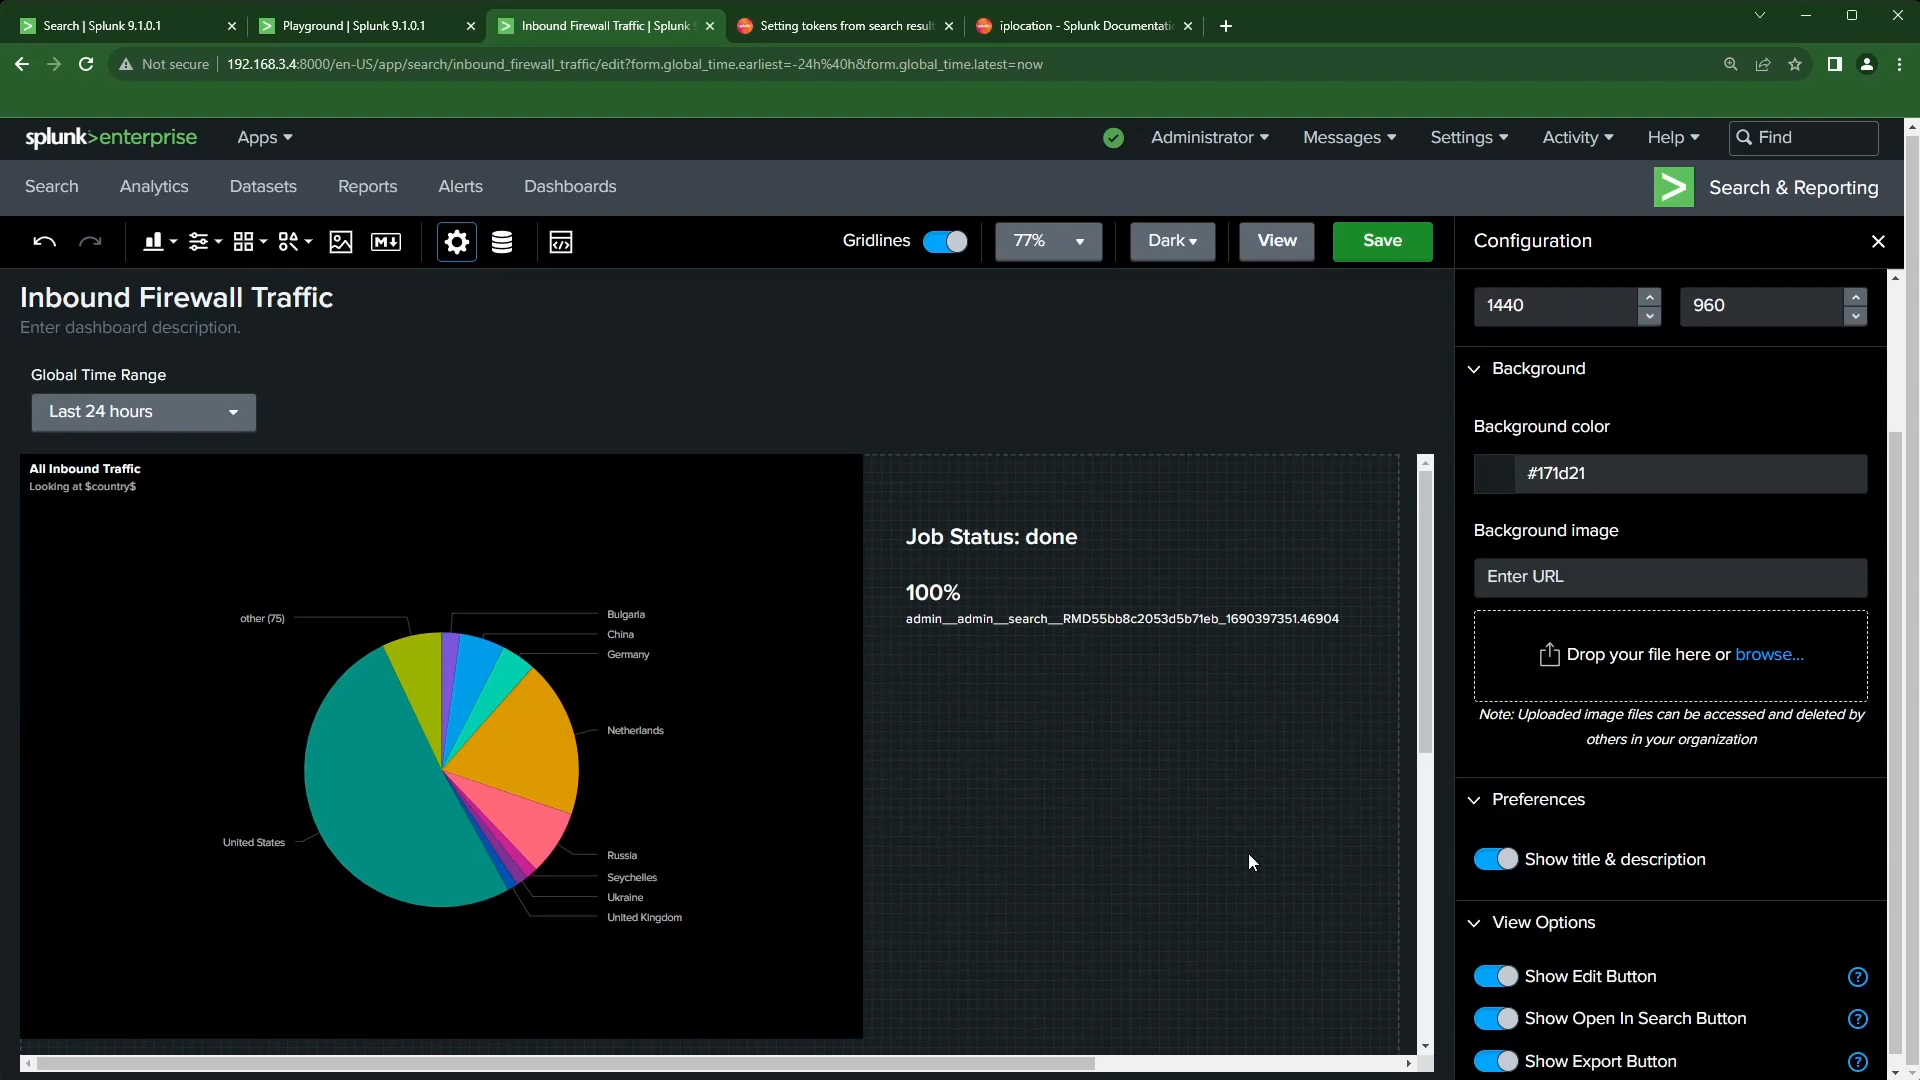 Search | Splunk 9.1.0.1
Playground | Splunk 9.1.0.1
Inbound Firewall Traffic | Splunk
Setting tokens from search result
iplocation - Splunk Documentati
Not secure
192.168.3.4:8000/en-US/app/search/inbound_firewall_traffic/edit?form.global_time.earliest=-24h%40h&form.global_time.latest=now
splunk>enterprise
Apps
Administrator
Messages
Settings
Activity
Help
Find
Search
Analytics
Datasets
Reports
Alerts
Dashboards
Search & Reporting
Gridlines
77%
Dark
View
Save
Configuration
Inbound Firewall Traffic
Enter dashboard description.
Global Time Range
Last 24 hours
All Inbound Traffic
Looking at $country$
other (75)
Bulgaria
China
Germany
Netherlands
United States
Russia
Seychelles
Ukraine
United Kingdom
Job Status: done
100%
admin__admin__search__RMD55bb8c2053d5b71eb_1690397351.46904
1440
960
Background
Background color
#171d21
Background image
Enter URL
Drop your file here or browse...
Note: Uploaded image files can be accessed and deleted by
others in your organization
Preferences
Show title & description
View Options
Show Edit Button
Show Open In Search Button
Show Export Button